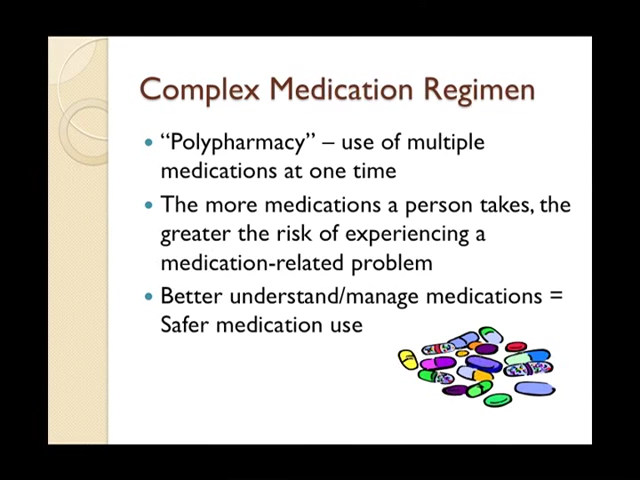 Complex Medication Regimen
• “Polypharmacy” – use of multiple
medications at one time
• The more medications a person takes, the
greater the risk of experiencing a
medication-related problem
• Better understand/manage medications =
Safer medication use